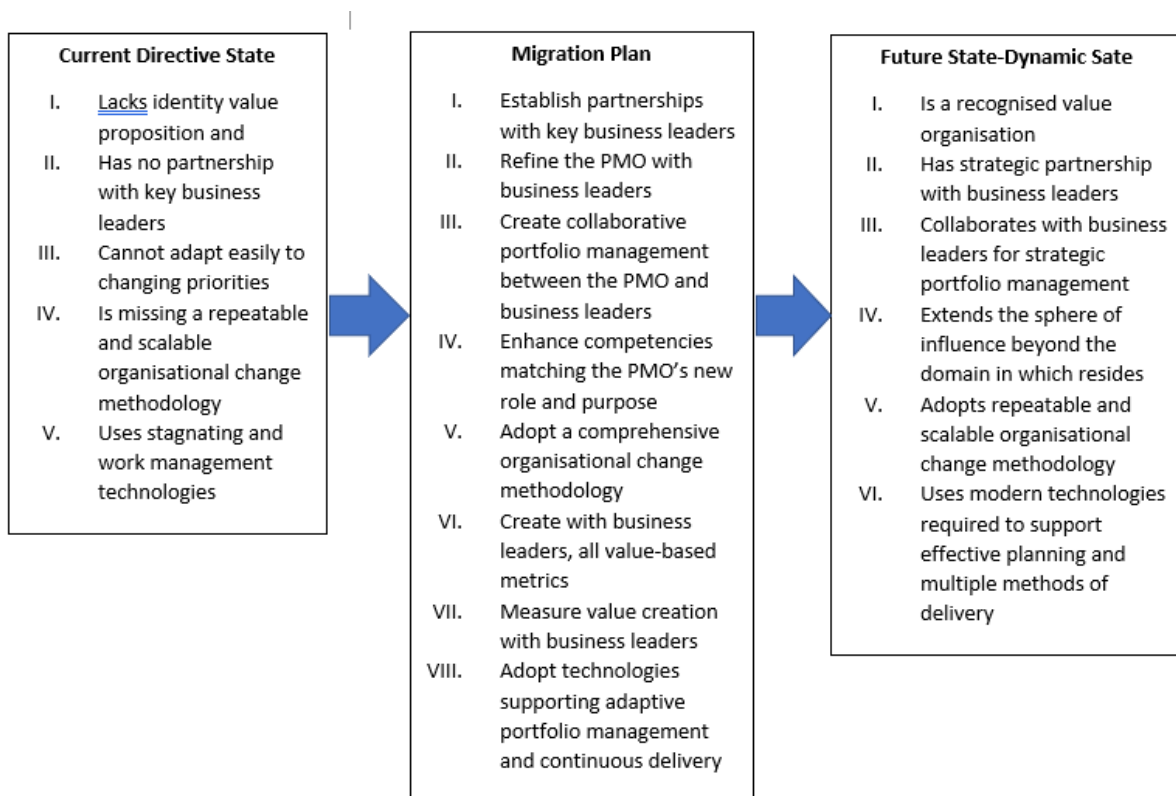 Current Directive State
I. Lacks identity value
proposition and
II. Has no partnership
with key business
leaders
III. Cannot adapt easily to
changing priorities
IV. Is missing a repeatable
and scalable
organisational change
methodology
V. Uses stagnating and
work management
technologies
Migration Plan
I. Establish partnerships
with key business leaders
II. Refine the PMO with
business leaders
III. Create collaborative
portfolio management
between the PMO and
business leaders
IV. Enhance competencies
matching the PMO’s new
role and purpose
V. Adopt a comprehensive
organisational change
methodology
VI. Create with business
leaders, all value-based
metrics
VII. Measure value creation
with business leaders
VIII. Adopt technologies
supporting adaptive
portfolio management
and continuous delivery
Future State-Dynamic Sate
I. Is a recognised value
organisation
II. Has strategic partnership
with business leaders
III. Collaborates with business
leaders for strategic
portfolio management
IV. Extends the sphere of
influence beyond the
domain in which resides
V. Adopts repeatable and
scalable organisational
change methodology
VI. Uses modern technologies
required to support
effective planning and
multiple methods of
delivery